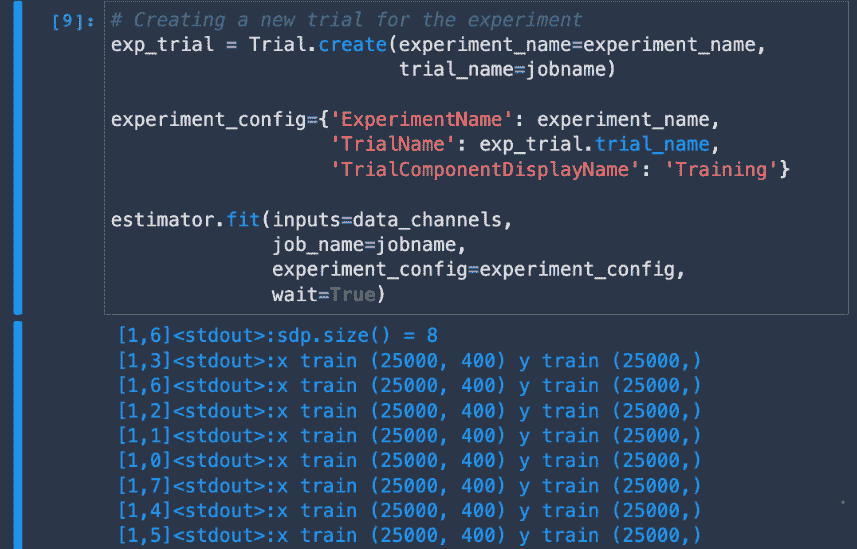 [9]: # Creating a new trial for the experiment
exp_trial = Trial.create(experiment_name=experiment_name,
trial_name=jobname)
experiment_config={'ExperimentName': experiment_name,
'TrialName': exp_trial.trial_name,
'TrialComponentDisplayName': 'Training'}
estimator.fit(inputs=data_channels,
job_name=jobname,
experiment_config=experiment_config,
wait=True)
[1,6]<stdout>:sdp.size() = 8
[1,3]<stdout>:x train (25000, 400) y train (25000,)
[1,6]<stdout>:x train (25000, 400) y train (25000,)
[1,2]<stdout>:x train (25000, 400) y train (25000,)
[1,1]<stdout>:x train (25000, 400) y train (25000,)
[1,0]<stdout>:x train (25000, 400) y train (25000,)
[1,7]<stdout>:x train (25000, 400) y train (25000,)
[1,4]<stdout>:x train (25000, 400) y train (25000,)
[1,5]<stdout>:x train (25000, 400) y train (25000,)